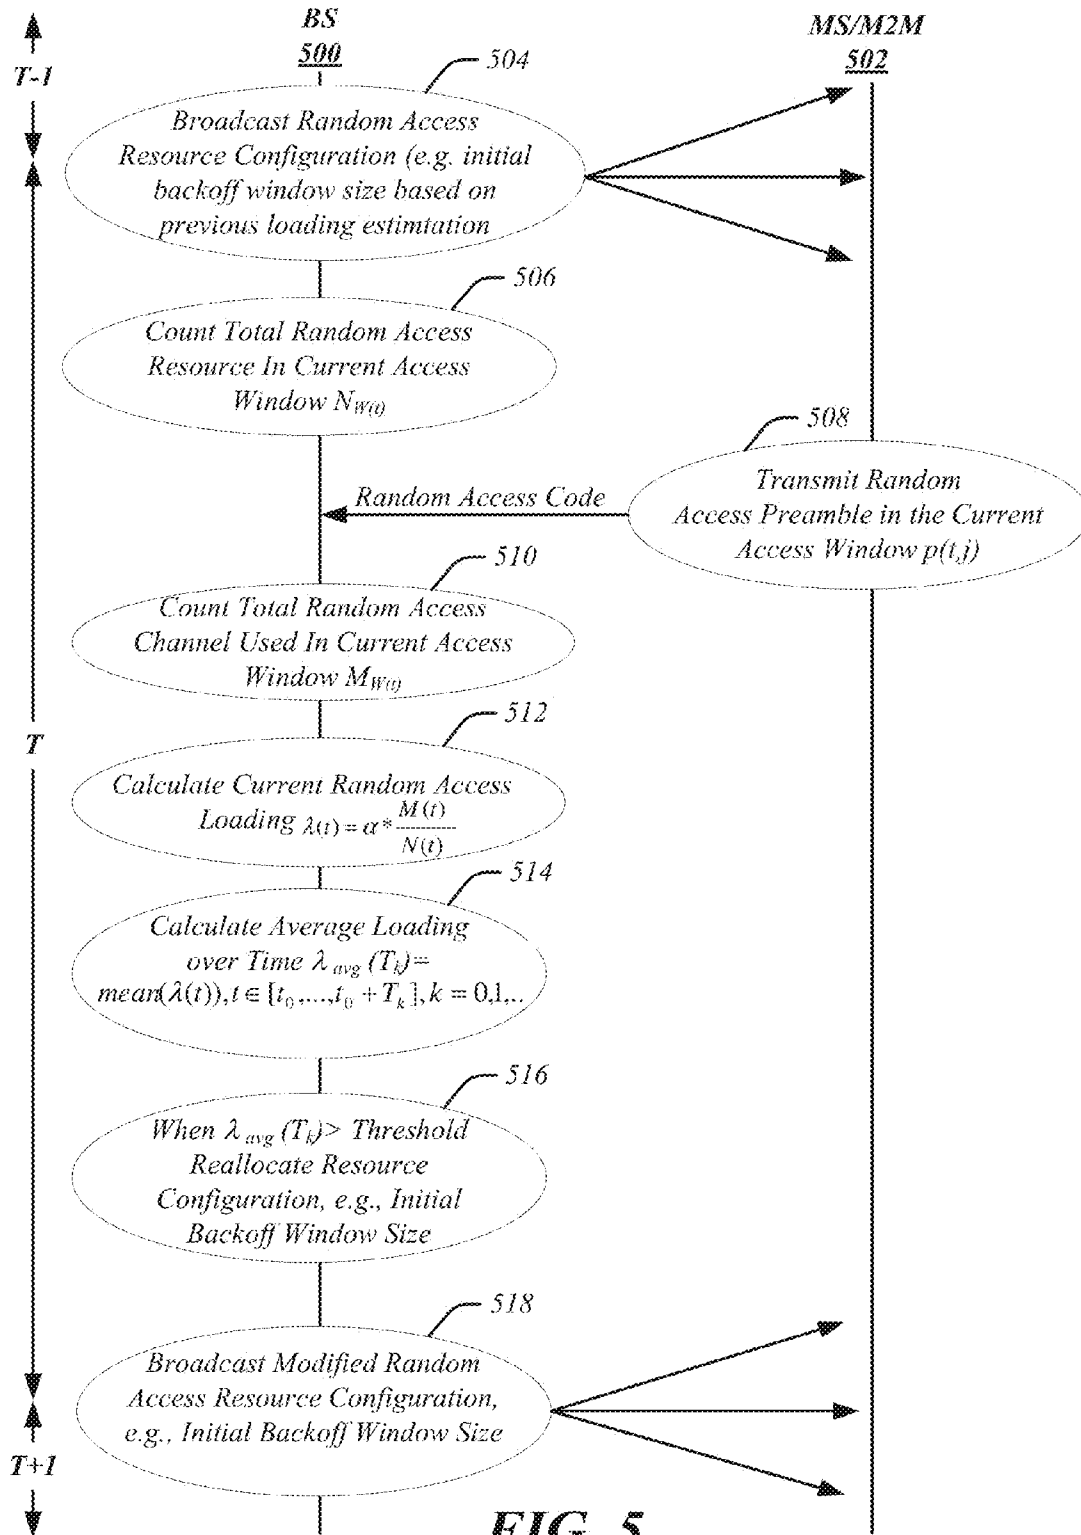 BS
500
MS/M2M
502
T-1
504
Broadcast Random Access
Resource Configuration (e.g. initial
backoff window size based on
previous loading estimtation
506
Count Total Random Access
Resource In Current Access
Window N_W(t)
508
Transmit Random
Access Preamble in the Current
Access Window p(t,j)
Random Access Code
510
Count Total Random Access
Channel Used In Current Access
Window M_W(t)
T
512
Calculate Current Random Access
Loading λ(t) = α * M(t) / N(t)
514
Calculate Average Loading
over Time λ avg (T_k)=
mean(λ(t)), t ∈ [t_0,...,t_0 + T_k], k = 0,1,..
516
When λ avg (T_k)> Threshold
Reallocate Resource
Configuration, e.g., Initial
Backoff Window Size
518
Broadcast Modified Random
Access Resource Configuration,
e.g., Initial Backoff Window Size
T+1
FIG. 5